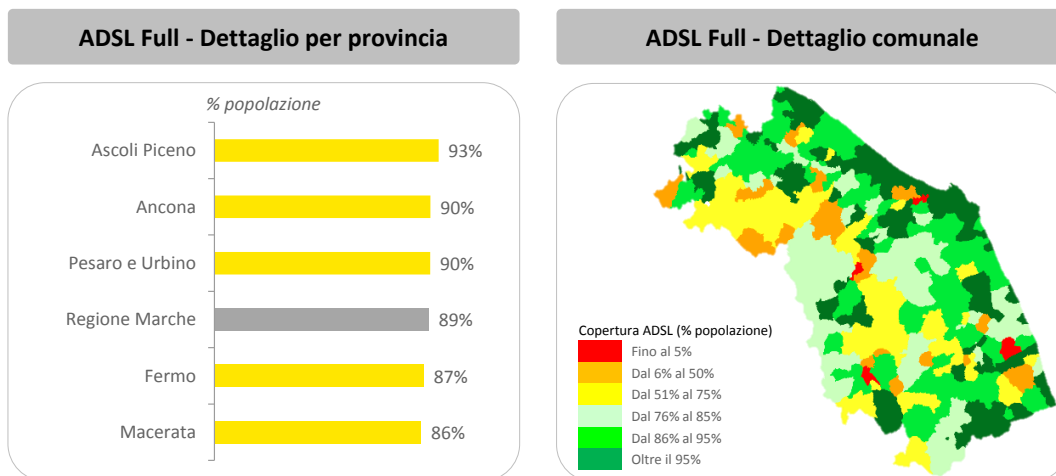 ADSL Full - Dettaglio per provincia
% popolazione
Ascoli Piceno 93%
Ancona 90%
Pesaro e Urbino 90%
Regione Marche 89%
Fermo 87%
Macerata 86%
ADSL Full - Dettaglio comunale
Copertura ADSL (% popolazione)
Fino al 5%
Dal 6% al 50%
Dal 51% al 75%
Dal 76% al 85%
Dal 86% al 95%
Oltre il 95%